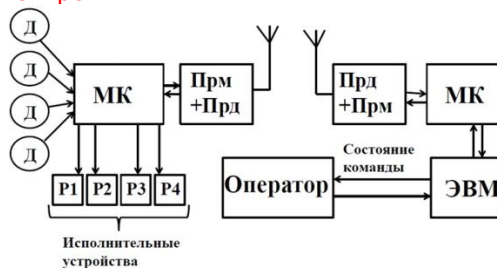 Д
Д
Д
Д
МК
Прм
+Прд
Р1 Р2 Р3 Р4
Исполнительные
устройства
Прд
+Прм
МК
Состояние
команды
Оператор
ЭВМ